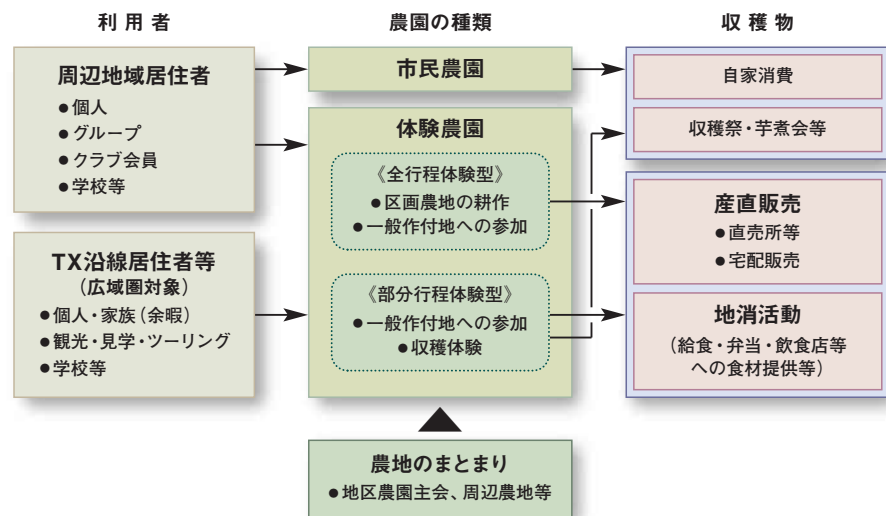 利用者
農園の種類
収穫物
周辺地域居住者
●個人
●グループ
●クラブ会員
●学校等
TX沿線居住者等
（広域圏対象）
●個人・家族（余暇）
●観光・見学・ツーリング
●学校等
市民農園
体験農園
《全行程体験型》
●区画農地の耕作
●一般作付地への参加
《部分行程体験型》
●一般作付地への参加
●収穫体験
農地のまとまり
●地区農園主会、周辺農地等
自家消費
収穫祭・芋煮会等
産直販売
●直売所等
●宅配販売
地消活動
（給食・弁当・飲食店等
への食材提供等）